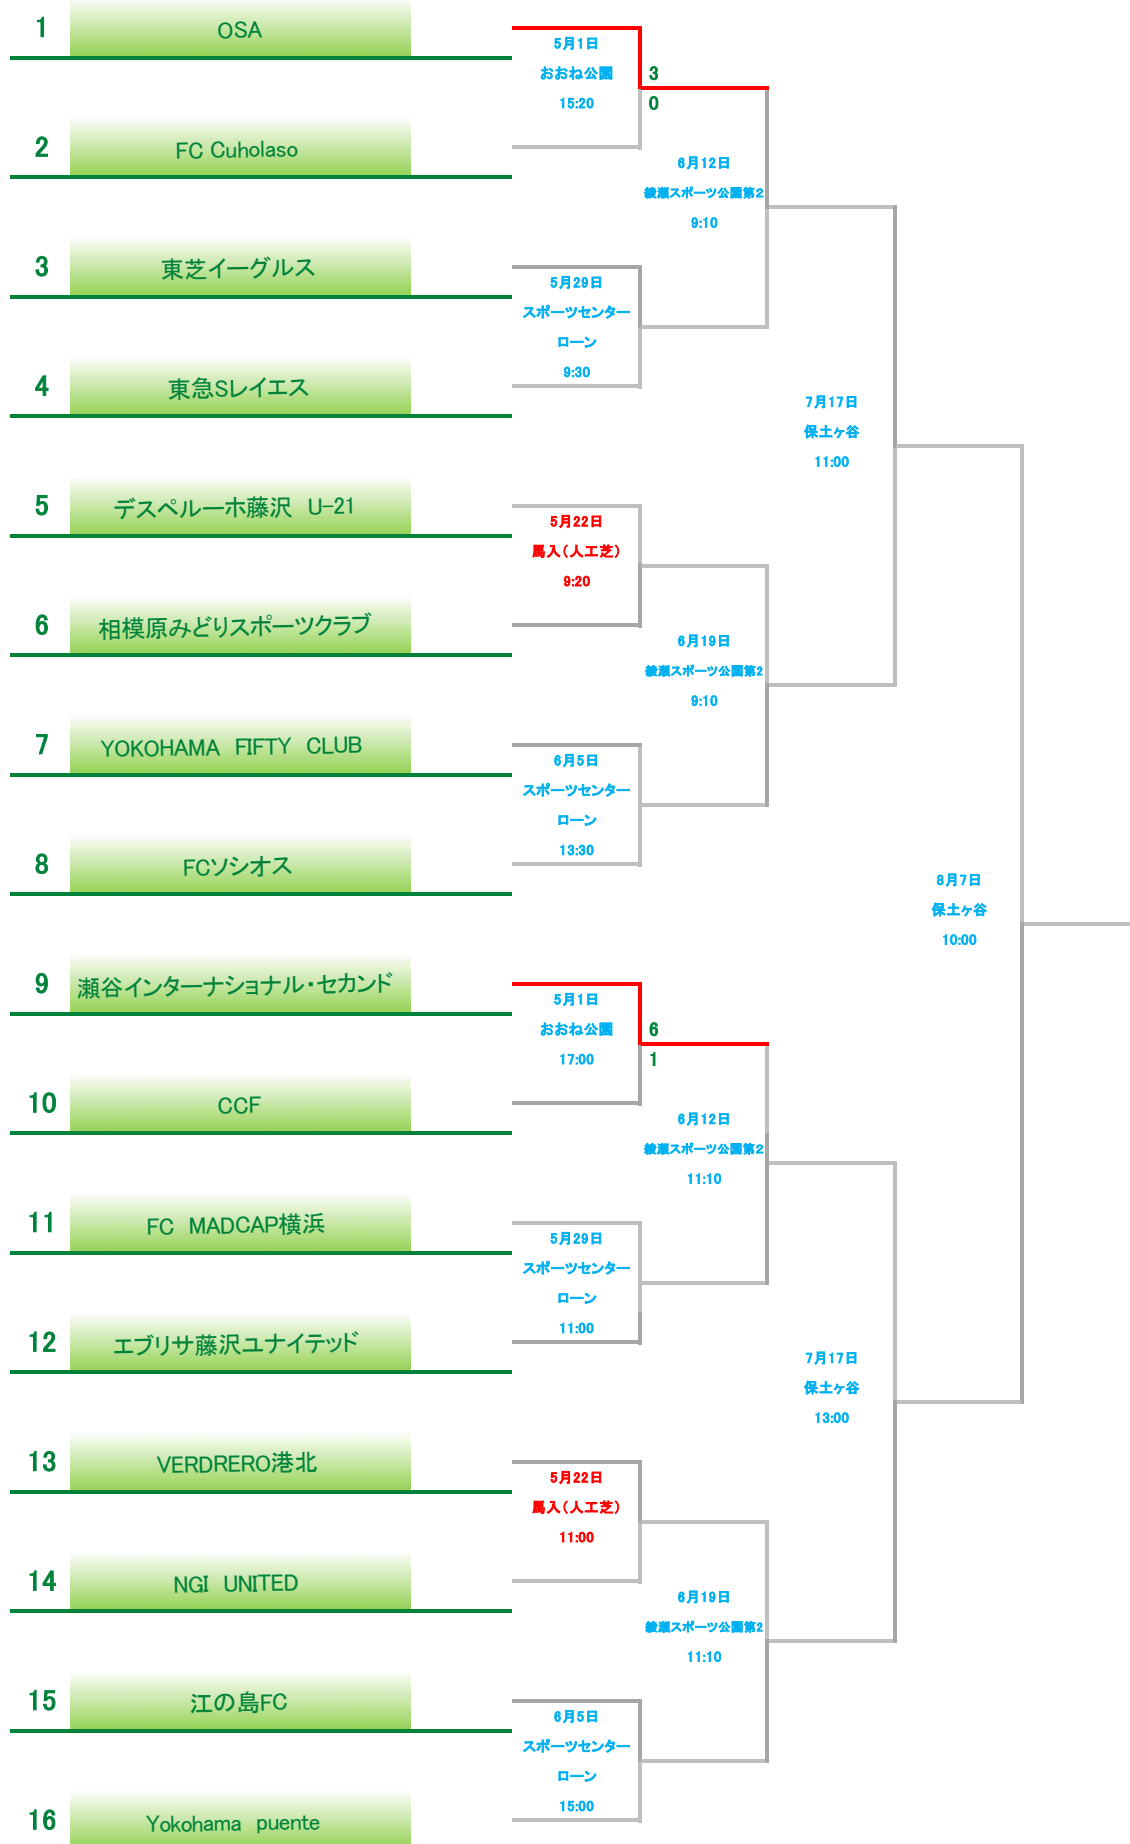 1 OSA
5月1日
おおね公園
15:20
3
0
2 FC Cuholaso
6月12日
綾瀬スポーツ公園第2
9:10
3 東芝イーグルス
5月29日
スポーツセンター
ローン
9:30
4 東急Sレイエス
7月17日
保土ヶ谷
11:00
5 デスペルーホ藤沢 U-21
5月22日
馬入(人工芝)
9:20
6 相模原みどりスポーツクラブ
6月19日
綾瀬スポーツ公園第2
9:10
7 YOKOHAMA FIFTY CLUB
6月5日
スポーツセンター
ローン
13:30
8 FCソシオス
8月7日
保土ヶ谷
10:00
9 瀬谷インターナショナル・セカンド
5月1日
おおね公園
17:00
6
1
10 CCF
6月12日
綾瀬スポーツ公園第2
11:10
11 FC MADCAP横浜
5月29日
スポーツセンター
ローン
11:00
12 エブリサ藤沢ユナイテッド
7月17日
保土ヶ谷
13:00
13 VERDRERO港北
5月22日
馬入(人工芝)
11:00
14 NGI UNITED
6月19日
綾瀬スポーツ公園第2
11:10
15 江の島FC
6月5日
スポーツセンター
ローン
15:00
16 Yokohama puente